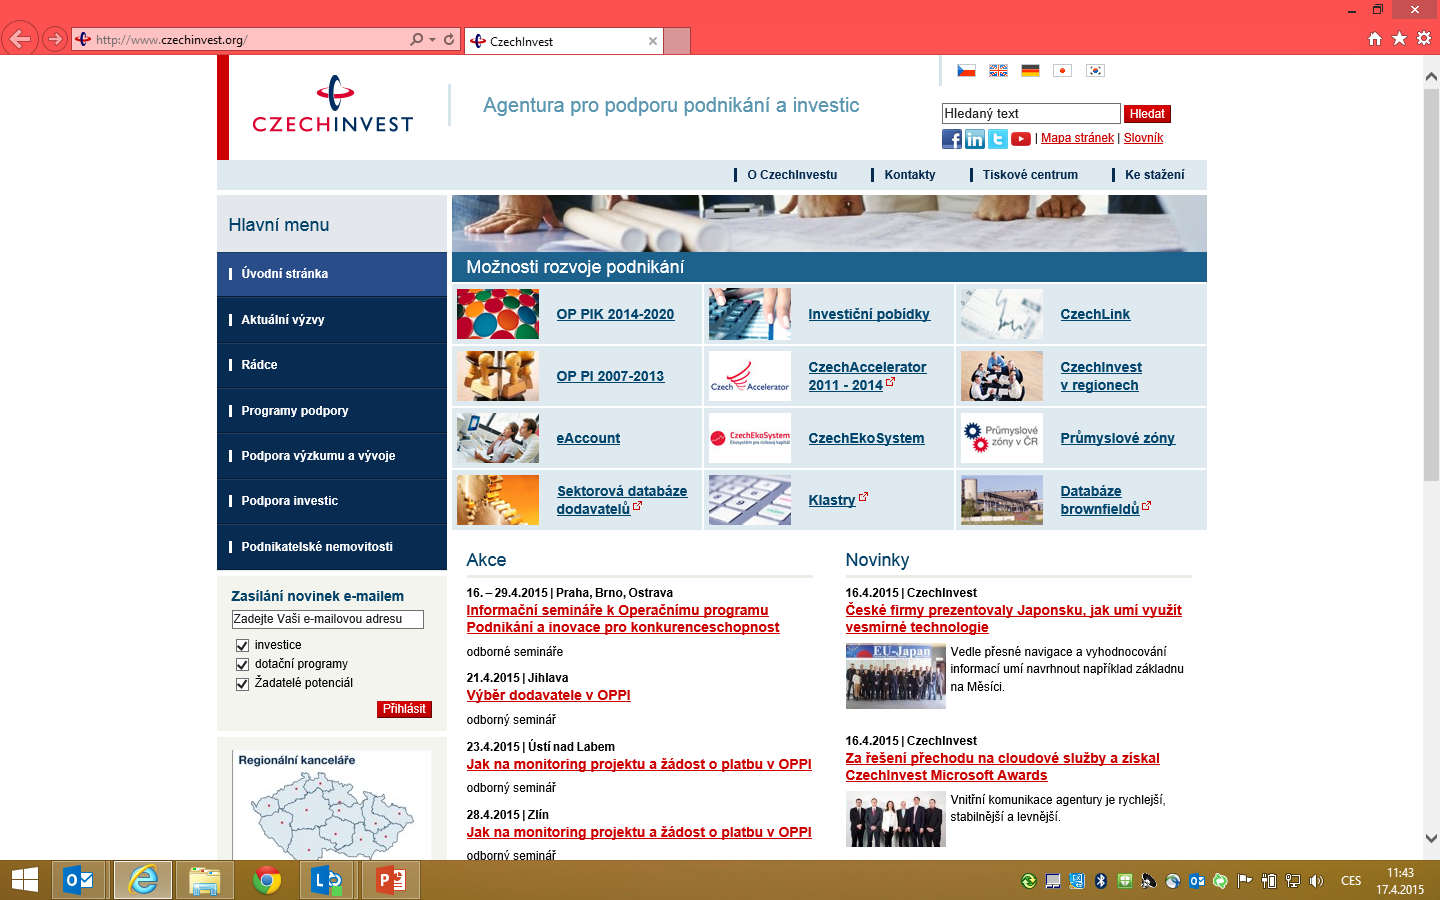 http://www.czechinvest.org/
CzechInvest
CZECHINVEST
Agentura pro podporu podnikání a investic
Hledaný text
Hledat
| Mapa stránek | Slovník
O CzechInvestu
Kontakty
Tiskové centrum
Ke stažení
Hlavní menu
Úvodní stránka
Aktuální výzvy
Rádce
Programy podpory
Podpora výzkumu a vývoje
Podpora investic
Podnikatelské nemovitosti
Zasílání novinek e-mailem
Zadejte Vaši e-mailovou adresu
investice
dotační programy
Žadatelé potenciál
Přihlásit
Regionální kanceláře
Možnosti rozvoje podnikání
OP PIK 2014-2020
Investiční pobídky
CzechLink
OP PI 2007-2013
Czech Accelerator
CzechAccelerator
2011 - 2014
CzechInvest
v regionech
eAccount
CzechEkoSystem
Ekosystém pro rizikový kapitál
CzechEkoSystem
Průmyslové
zóny v ČR
Průmyslové zóny
Sektorová databáze
dodavatelů
Klastry
Databáze
brownfieldů
Akce
16. – 29.4.2015 | Praha, Brno, Ostrava
Informační semináře k Operačnímu programu
Podnikání a inovace pro konkurenceschopnost
odborné semináře
21.4.2015 | Jihlava
Výběr dodavatele v OPPI
odborný seminář
23.4.2015 | Ústí nad Labem
Jak na monitoring projektu a žádost o platbu v OPPI
odborný seminář
28.4.2015 | Zlín
Jak na monitoring projektu a žádost o platbu v OPPI
odborný seminář
Novinky
16.4.2015 | CzechInvest
České firmy prezentovaly Japonsku, jak umí využít
vesmírné technologie
EU-Japan
Vedle přesné navigace a vyhodnocování
informací umí navrhnout například základnu
na Měsíci.
16.4.2015 | CzechInvest
Za řešení přechodu na cloudové služby a získal
CzechInvest Microsoft Awards
Vnitřní komunikace agentury je rychlejší,
stabilnější a levnější.
CES
11:43
17.4.2015